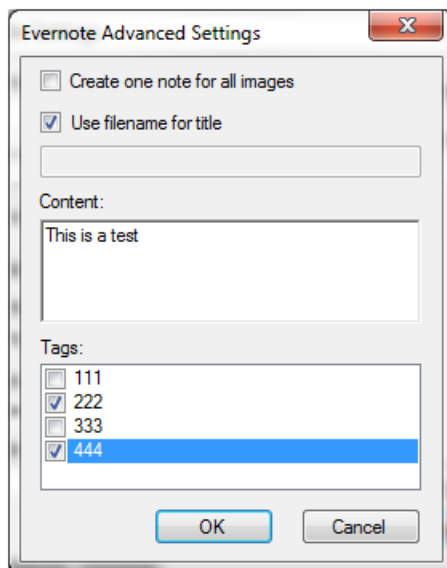 Evernote Advanced Settings
Create one note for all images
Use filename for title
Content:
This is a test
Tags:
111
222
333
444
OK
Cancel